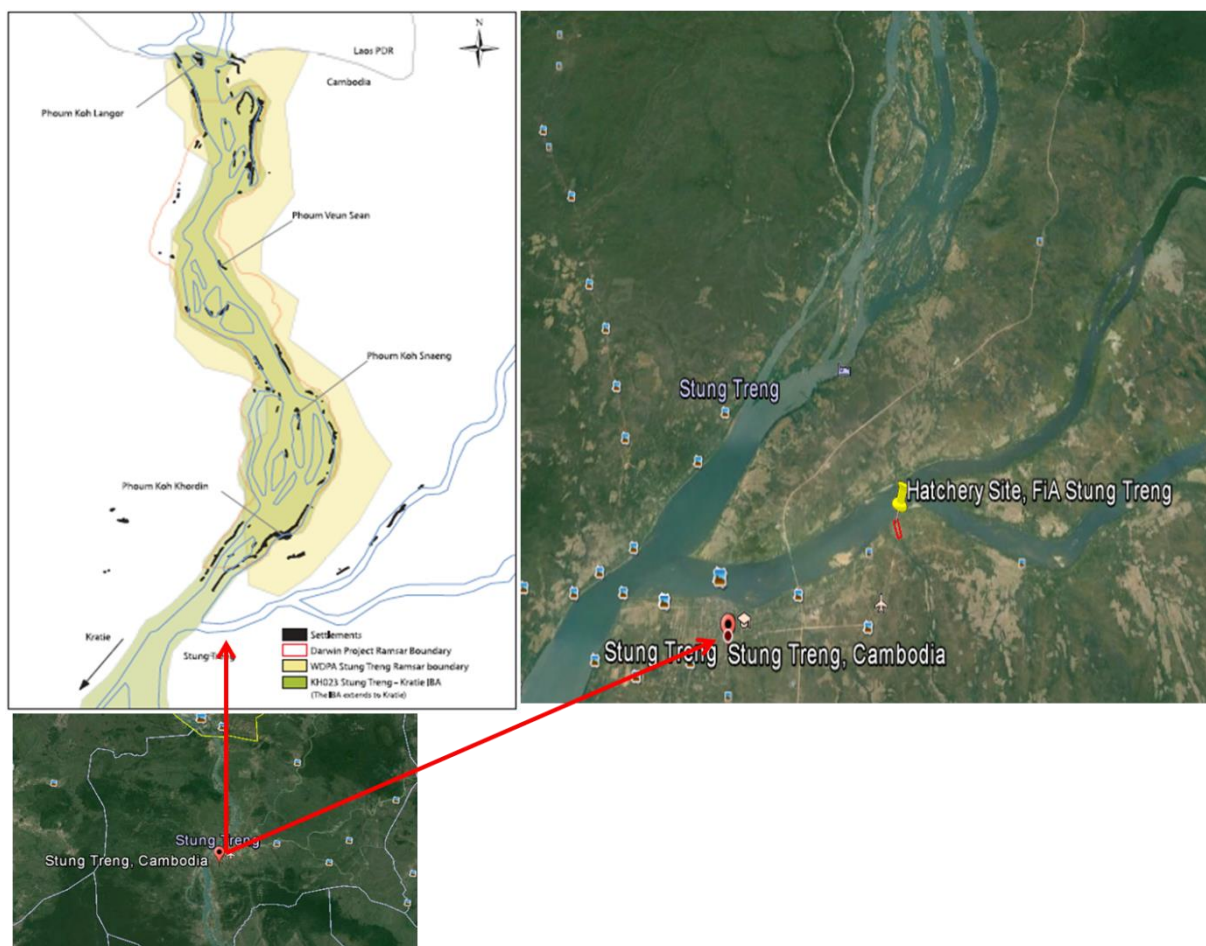 N
Laos PDR
Cambodia
Phoum Koh Langor
Phoum Veun Sean
Phoum Koh Snaeng
Phoum Koh Khordin
Kratie
Stung Treng
Settlements
Darwin Project Ramsar Boundary
WDPA Stung Treng Ramsar boundary
KH023 Stung Treng – Kratie IBA
(The IBA extends to Kratie)
Stung Treng
Hatchery Site, FiA Stung Treng
Stung Treng
Stung Treng, Cambodia
Stung Treng
Stung Treng, Cambodia